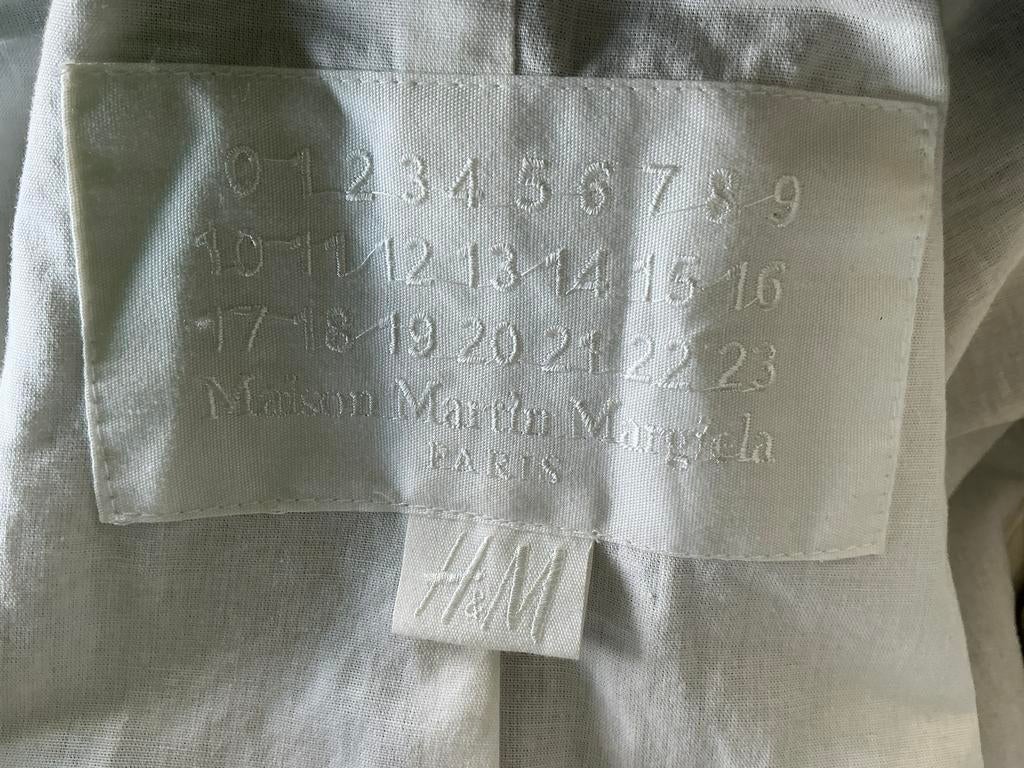 0 1 2 3 4 5 6 7 8 9
10 11 12 13 14 15 16
17 18 19 20 21 22 23
Maison Martin Margiela
PARIS
H&M